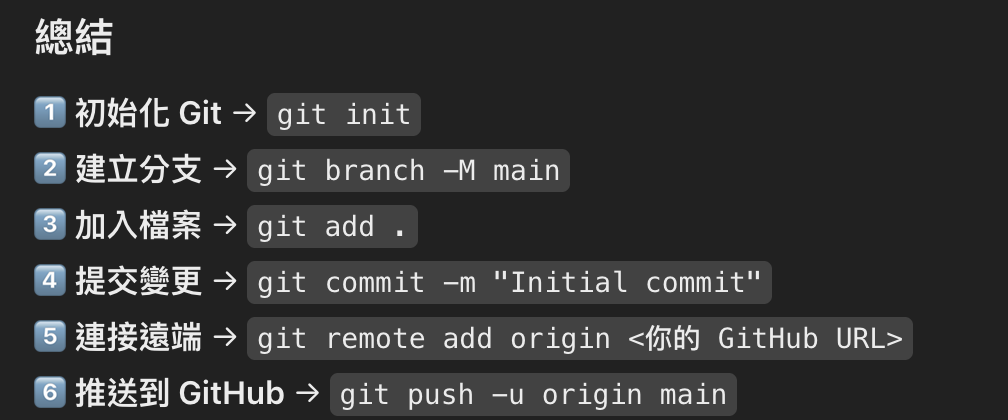 總結
1 初始化 Git → git init
2 建立分支 → git branch -M main
3 加入檔案 → git add .
4 提交變更 → git commit -m "Initial commit"
5 連接遠端 → git remote add origin <你的 GitHub URL>
6 推送到 GitHub → git push -u origin main